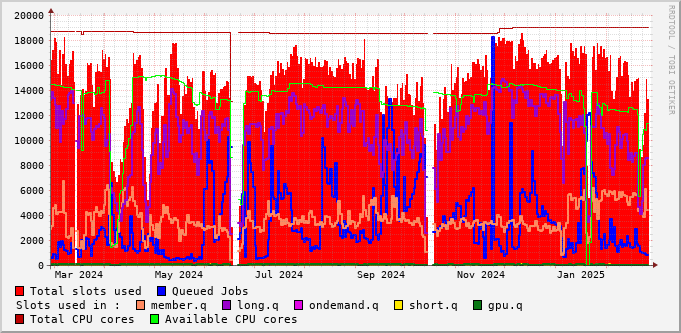 20000
18000
16000
14000
12000
10000
8000
6000
4000
2000
0
Mar 2024 May 2024 Jul 2024 Sep 2024 Nov 2024 Jan 2025
RRDTOOL / TOBI OETIKER
Total slots used Queued Jobs
Slots used in : member.q long.q ondemand.q short.q gpu.q
Total CPU cores Available CPU cores